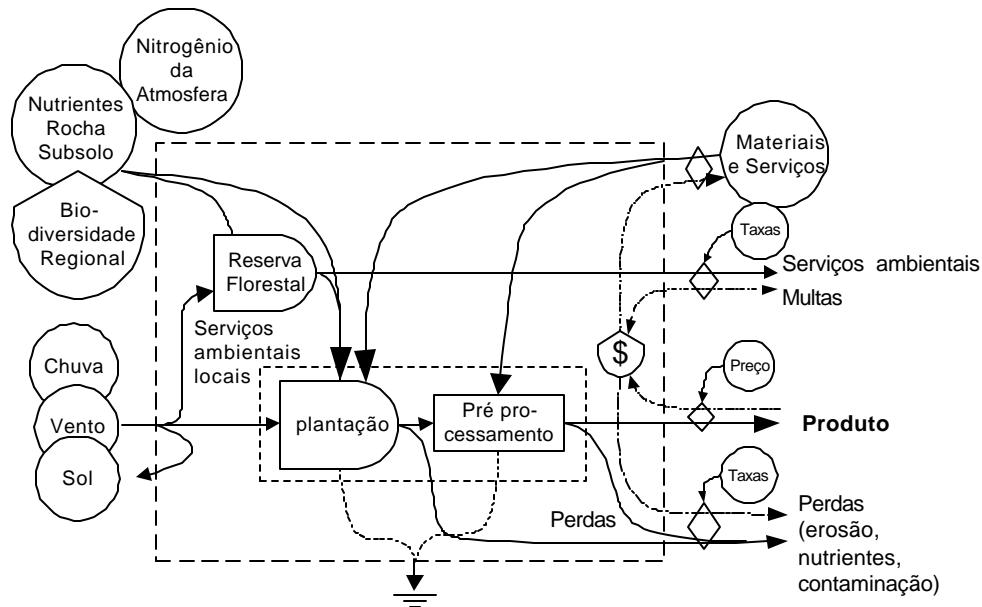 Nitrogênio
da
Atmosfera
Nutrientes
Rocha
Subsolo
Bio-
diversidade
Regional
Materiais
e Serviços
Taxas
Reserva
Florestal
Serviços ambientais
Multas
Serviços
ambientais
locais
$
Chuva
Vento
Sol
Preço
plantação
Pré pro-
cessamento
Produto
Taxas
Perdas
Perdas
(erosão,
nutrientes,
contaminação)